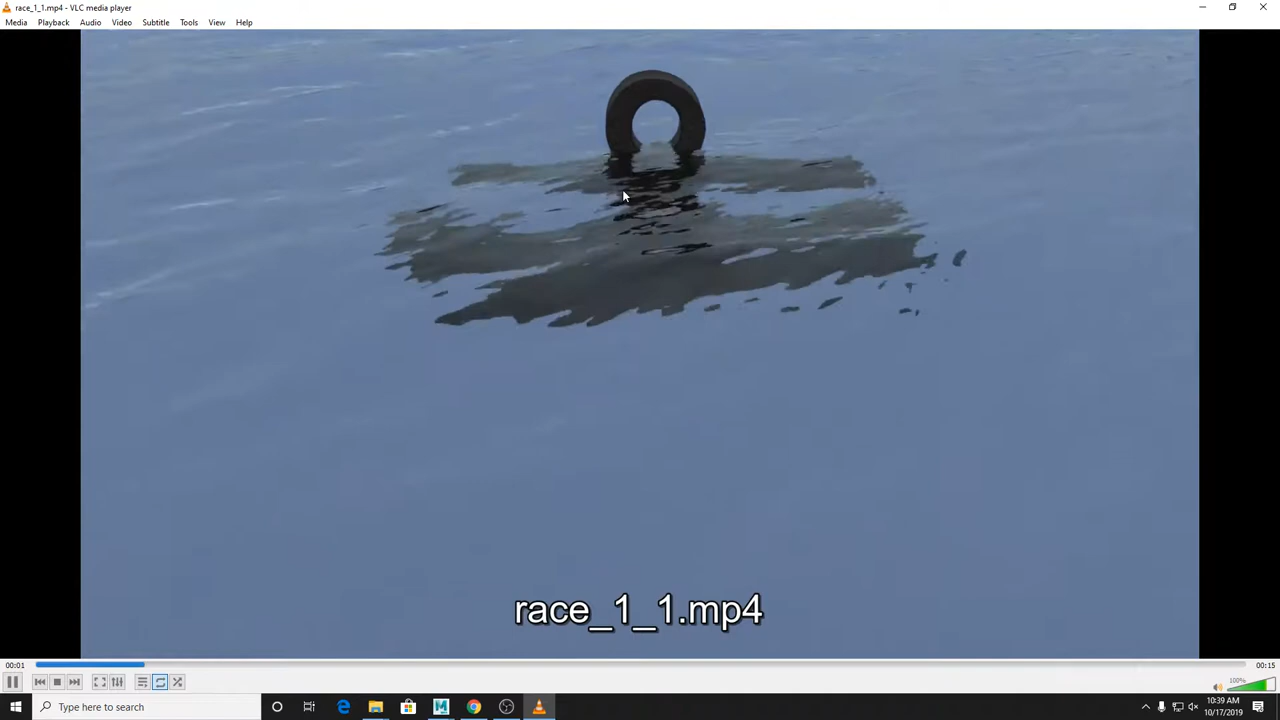 race_1_1.mp4 - VLC media player
Media Playback Audio Video Subtitle Tools View Help
race_1_1.mp4
00:01
00:15
100%
Type here to search
10:39 AM
10/17/2019